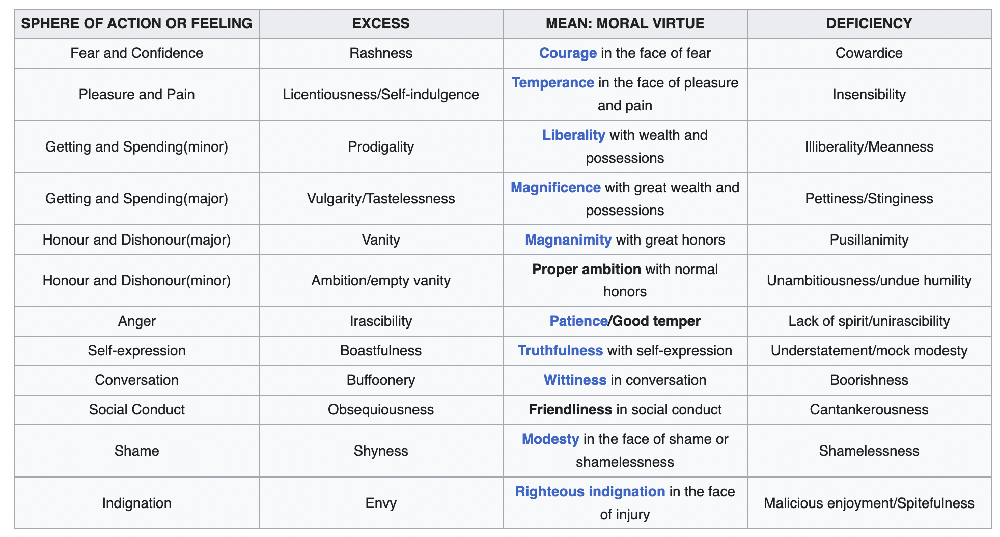 SPHERE OF ACTION OR FEELING EXCESS MEAN: MORAL VIRTUE DEFICIENCY
Fear and Confidence Rashness Courage in the face of fear Cowardice
Pleasure and Pain Licentiousness/Self-indulgence Temperance in the face of pleasure
and pain Insensibility
Getting and Spending(minor) Prodigality Liberality with wealth and
possessions Illiberality/Meanness
Getting and Spending(major) Vulgarity/Tastelessness Magnificence with great wealth and
possessions Pettiness/Stinginess
Honour and Dishonour(major) Vanity Magnanimity with great honors Pusillanimity
Honour and Dishonour(minor) Ambition/empty vanity Proper ambition with normal
honors Unambitiousness/undue humility
Anger Irascibility Patience/Good temper Lack of spirit/unirascibility
Self-expression Boastfulness Truthfulness with self-expression Understatement/mock modesty
Conversation Buffoonery Wittiness in conversation Boorishness
Social Conduct Obsequiousness Friendliness in social conduct Cantankerousness
Shame Shyness Modesty in the face of shame or
shamelessness Shamelessness
Indignation Envy Righteous indignation in the face
of injury Malicious enjoyment/Spitefulness